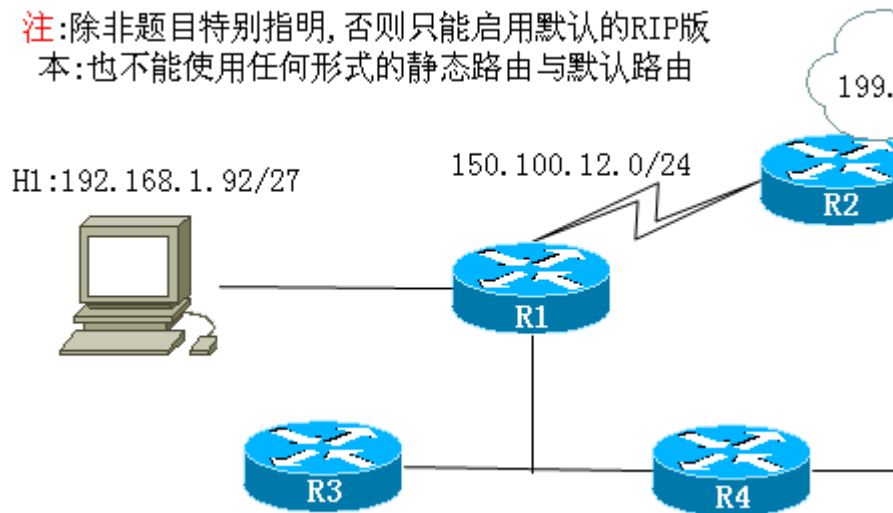 注:除非题目特别指明,否则只能启用默认的RIP版
本:也不能使用任何形式的静态路由与默认路由
199.
H1:192.168.1.92/27
150.100.12.0/24
R2
R1
R3
R4